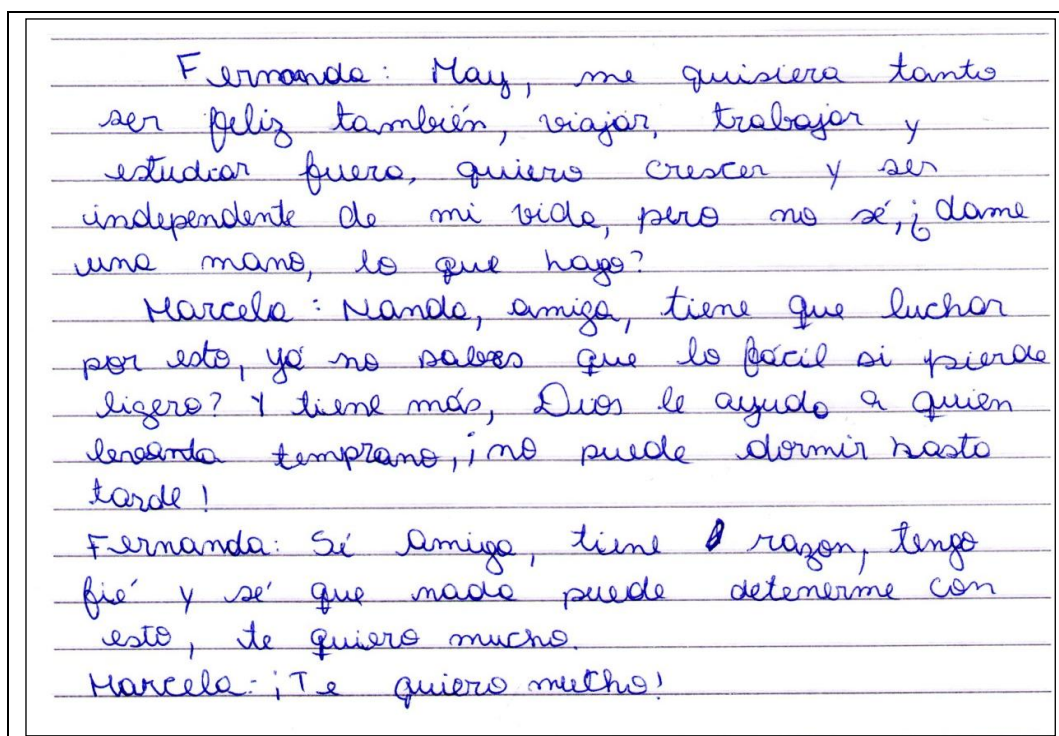 Fernanda: May, me quisiera tanto
ser feliz también, viajar, trabajar y
estudiar fuera, quiero crescer y ser
independente de mi vida, pero no sé, ¿dame
una mano, lo que hago?
Marcela: Nanda, amiga, tiene que luchar
por esto, yá no sabes que lo fácil si pierde
ligero? Y tiene más, Dios le ayuda a quien
levanta temprano, ¡no puede dormir hasta
tarde!
Fernanda: Sí amiga, tiene razon, tengo
fié y sé que nada puede detenerme con
esto, te quiero mucho.
Marcela: ¡Te quiero mutcho!